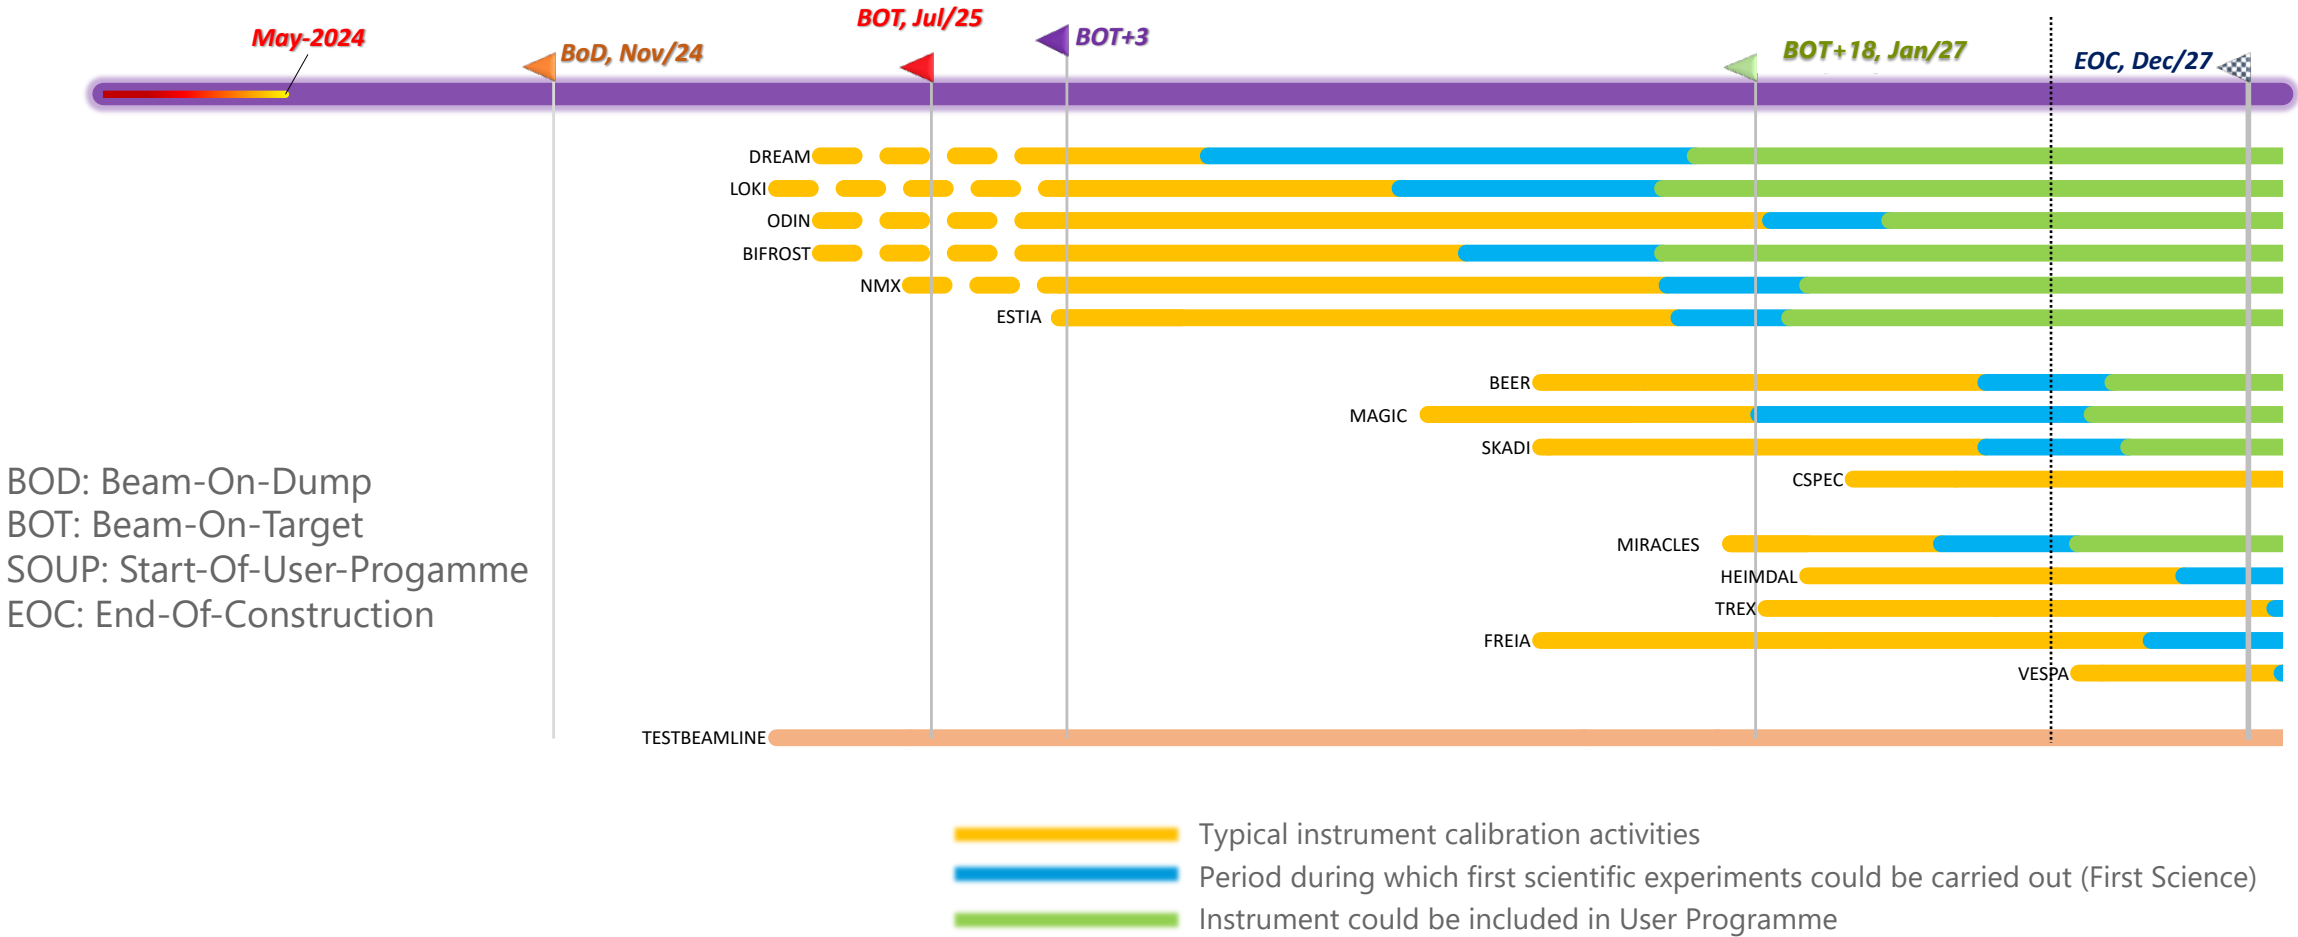 May-2024
BoD, Nov/24
BOT, Jul/25
BOT+3
BOT+18, Jan/27
EOC, Dec/27
DREAM
LOKI
ODIN
BIFROST
NMX
ESTIA
BEER
MAGIC
SKADI
CSPEC
MIRACLES
HEIMDAL
TREX
FREIA
VESPA
TESTBEAMLINE
BOD: Beam-On-Dump
BOT: Beam-On-Target
SOUP: Start-Of-User-Progamme
EOC: End-Of-Construction
Typical instrument calibration activities
Period during which first scientific experiments could be carried out (First Science)
Instrument could be included in User Programme